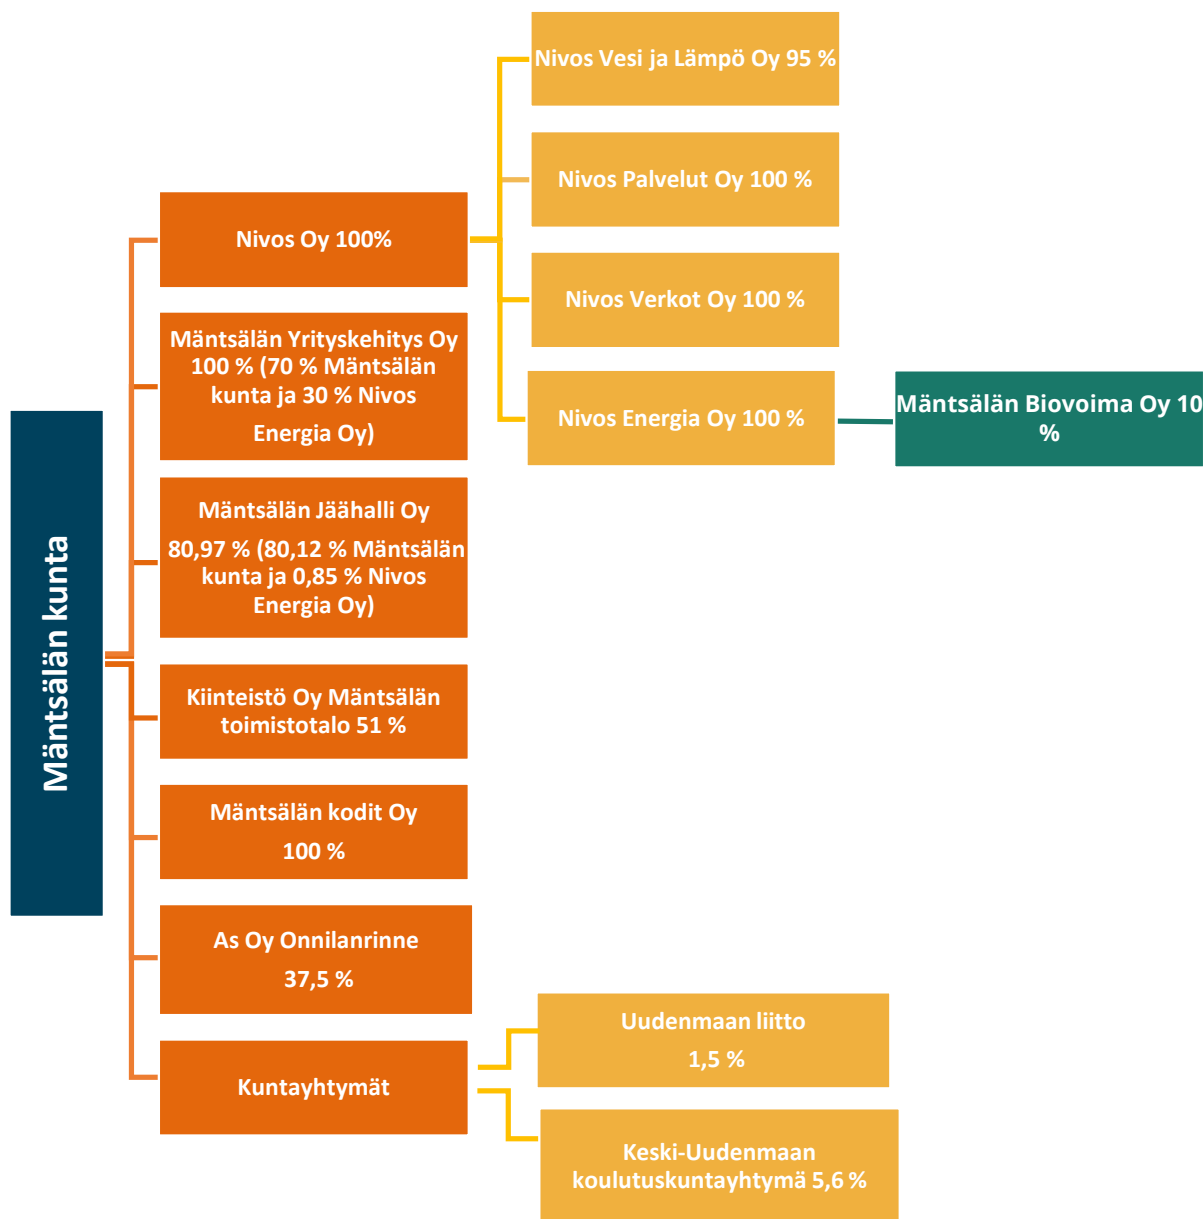 Mäntsälän kunta
Nivos Oy 100%
Mäntsälän Yrityskehitys Oy
100 % (70 % Mäntsälän
kunta ja 30 % Nivos
Energia Oy)
Mäntsälän Jäähalli Oy
80,97 % (80,12 % Mäntsälän
kunta ja 0,85 % Nivos
Energia Oy)
Kiinteistö Oy Mäntsälän
toimistotalo 51 %
Mäntsälän kodit Oy
100 %
As Oy Onnilanrinne
37,5 %
Kuntayhtymät
Nivos Vesi ja Lämpö Oy 95 %
Nivos Palvelut Oy 100 %
Nivos Verkot Oy 100 %
Nivos Energia Oy 100 %
Mäntsälän Biovoima Oy 10
%
Uudenmaan liitto
1,5 %
Keski-Uudenmaan
koulutuskuntayhtymä 5,6 %